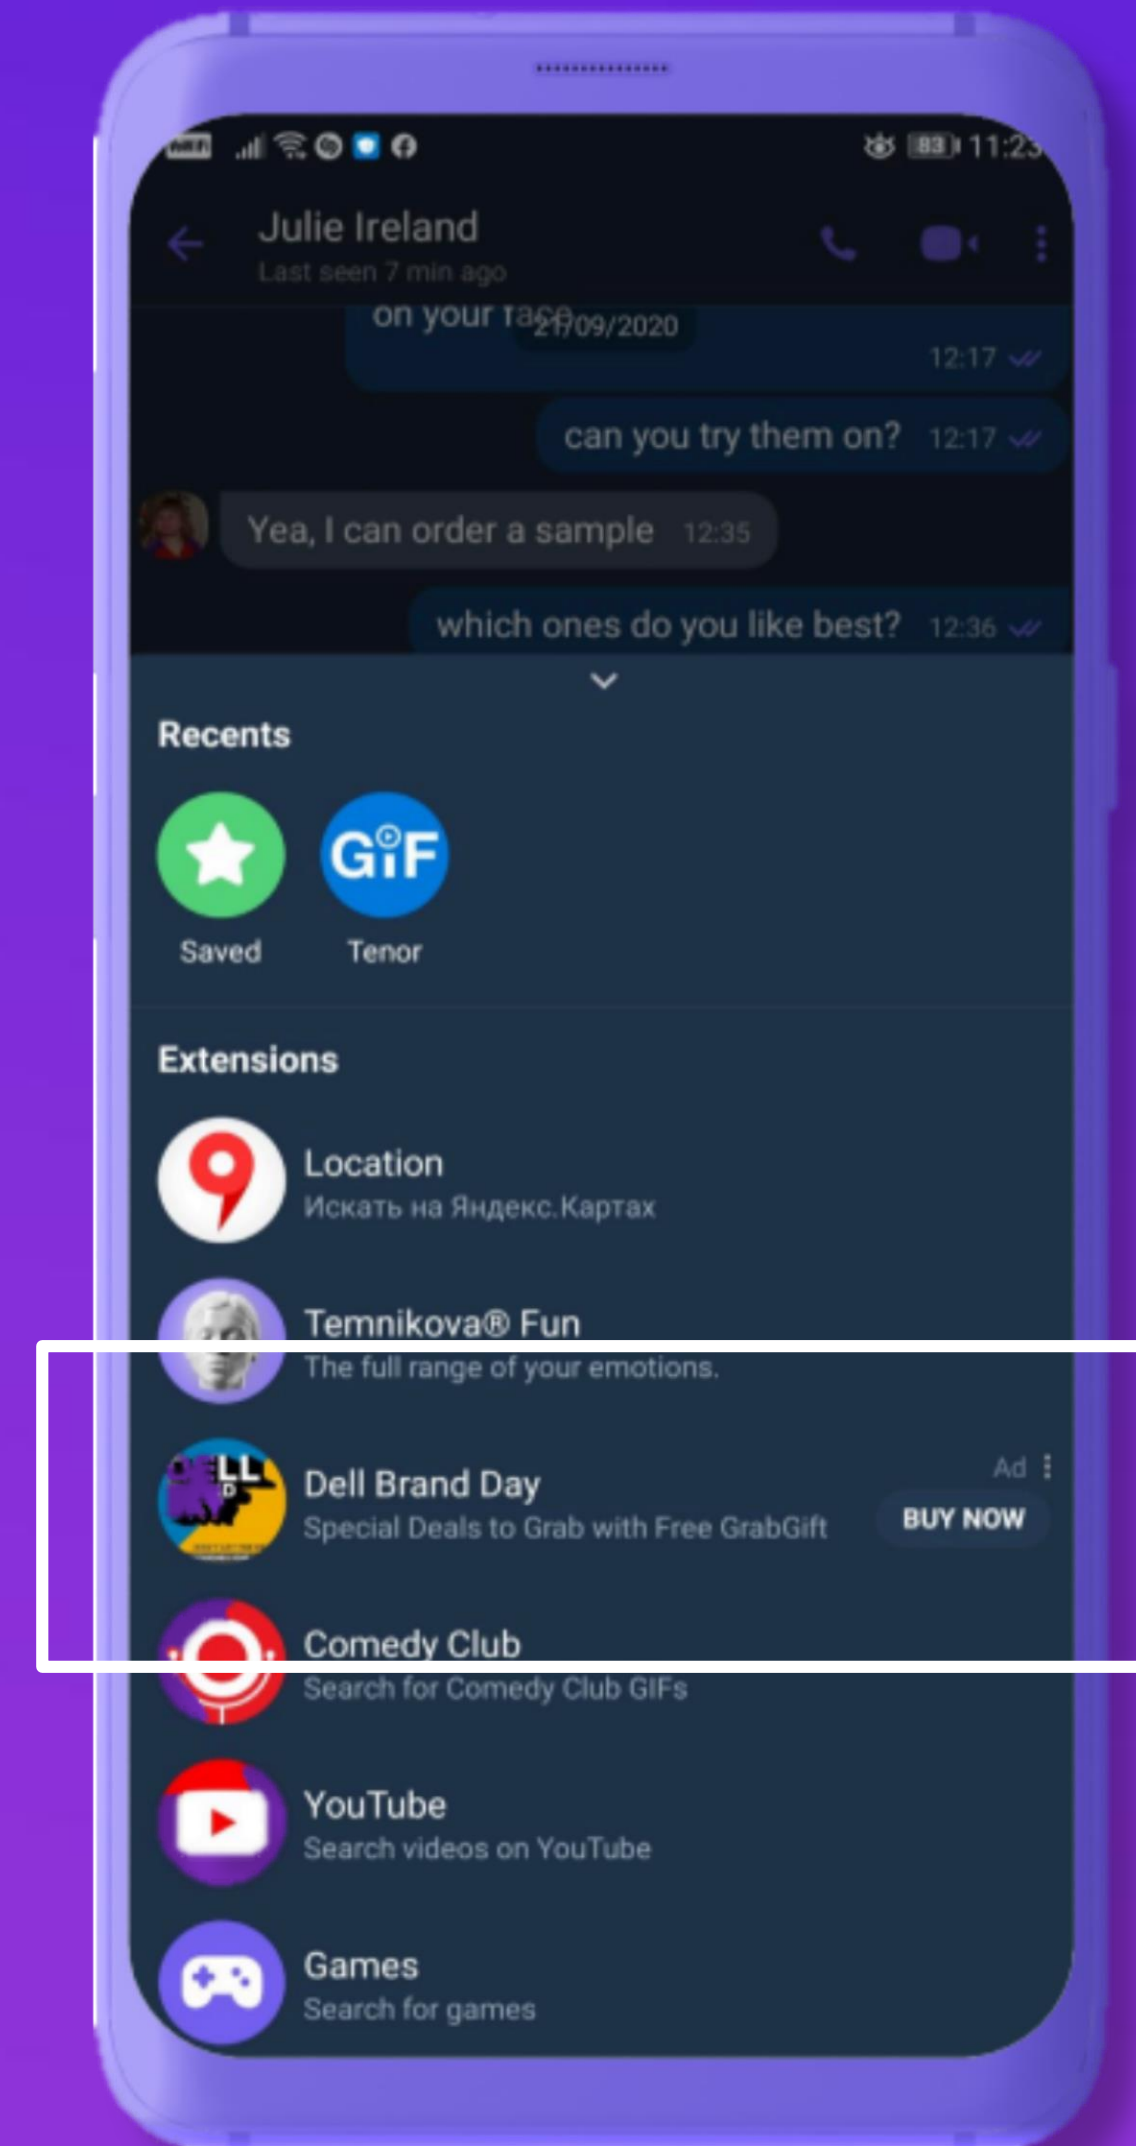 83 11:23
Julie Ireland
Last seen 7 min ago
on your face
21/09/2020
12:17
can you try them on? 12:17
Yea, I can order a sample 12:35
which ones do you like best? 12:36
Recents
GIF
Saved Tenor
Extensions
Location
Искать на Яндекс.Картах
Temnikova® Fun
The full range of your emotions.
Dell Brand Day
Special Deals to Grab with Free GrabGift
Ad
BUY NOW
Comedy Club
Search for Comedy Club GIFs
YouTube
Search videos on YouTube
Games
Search for games